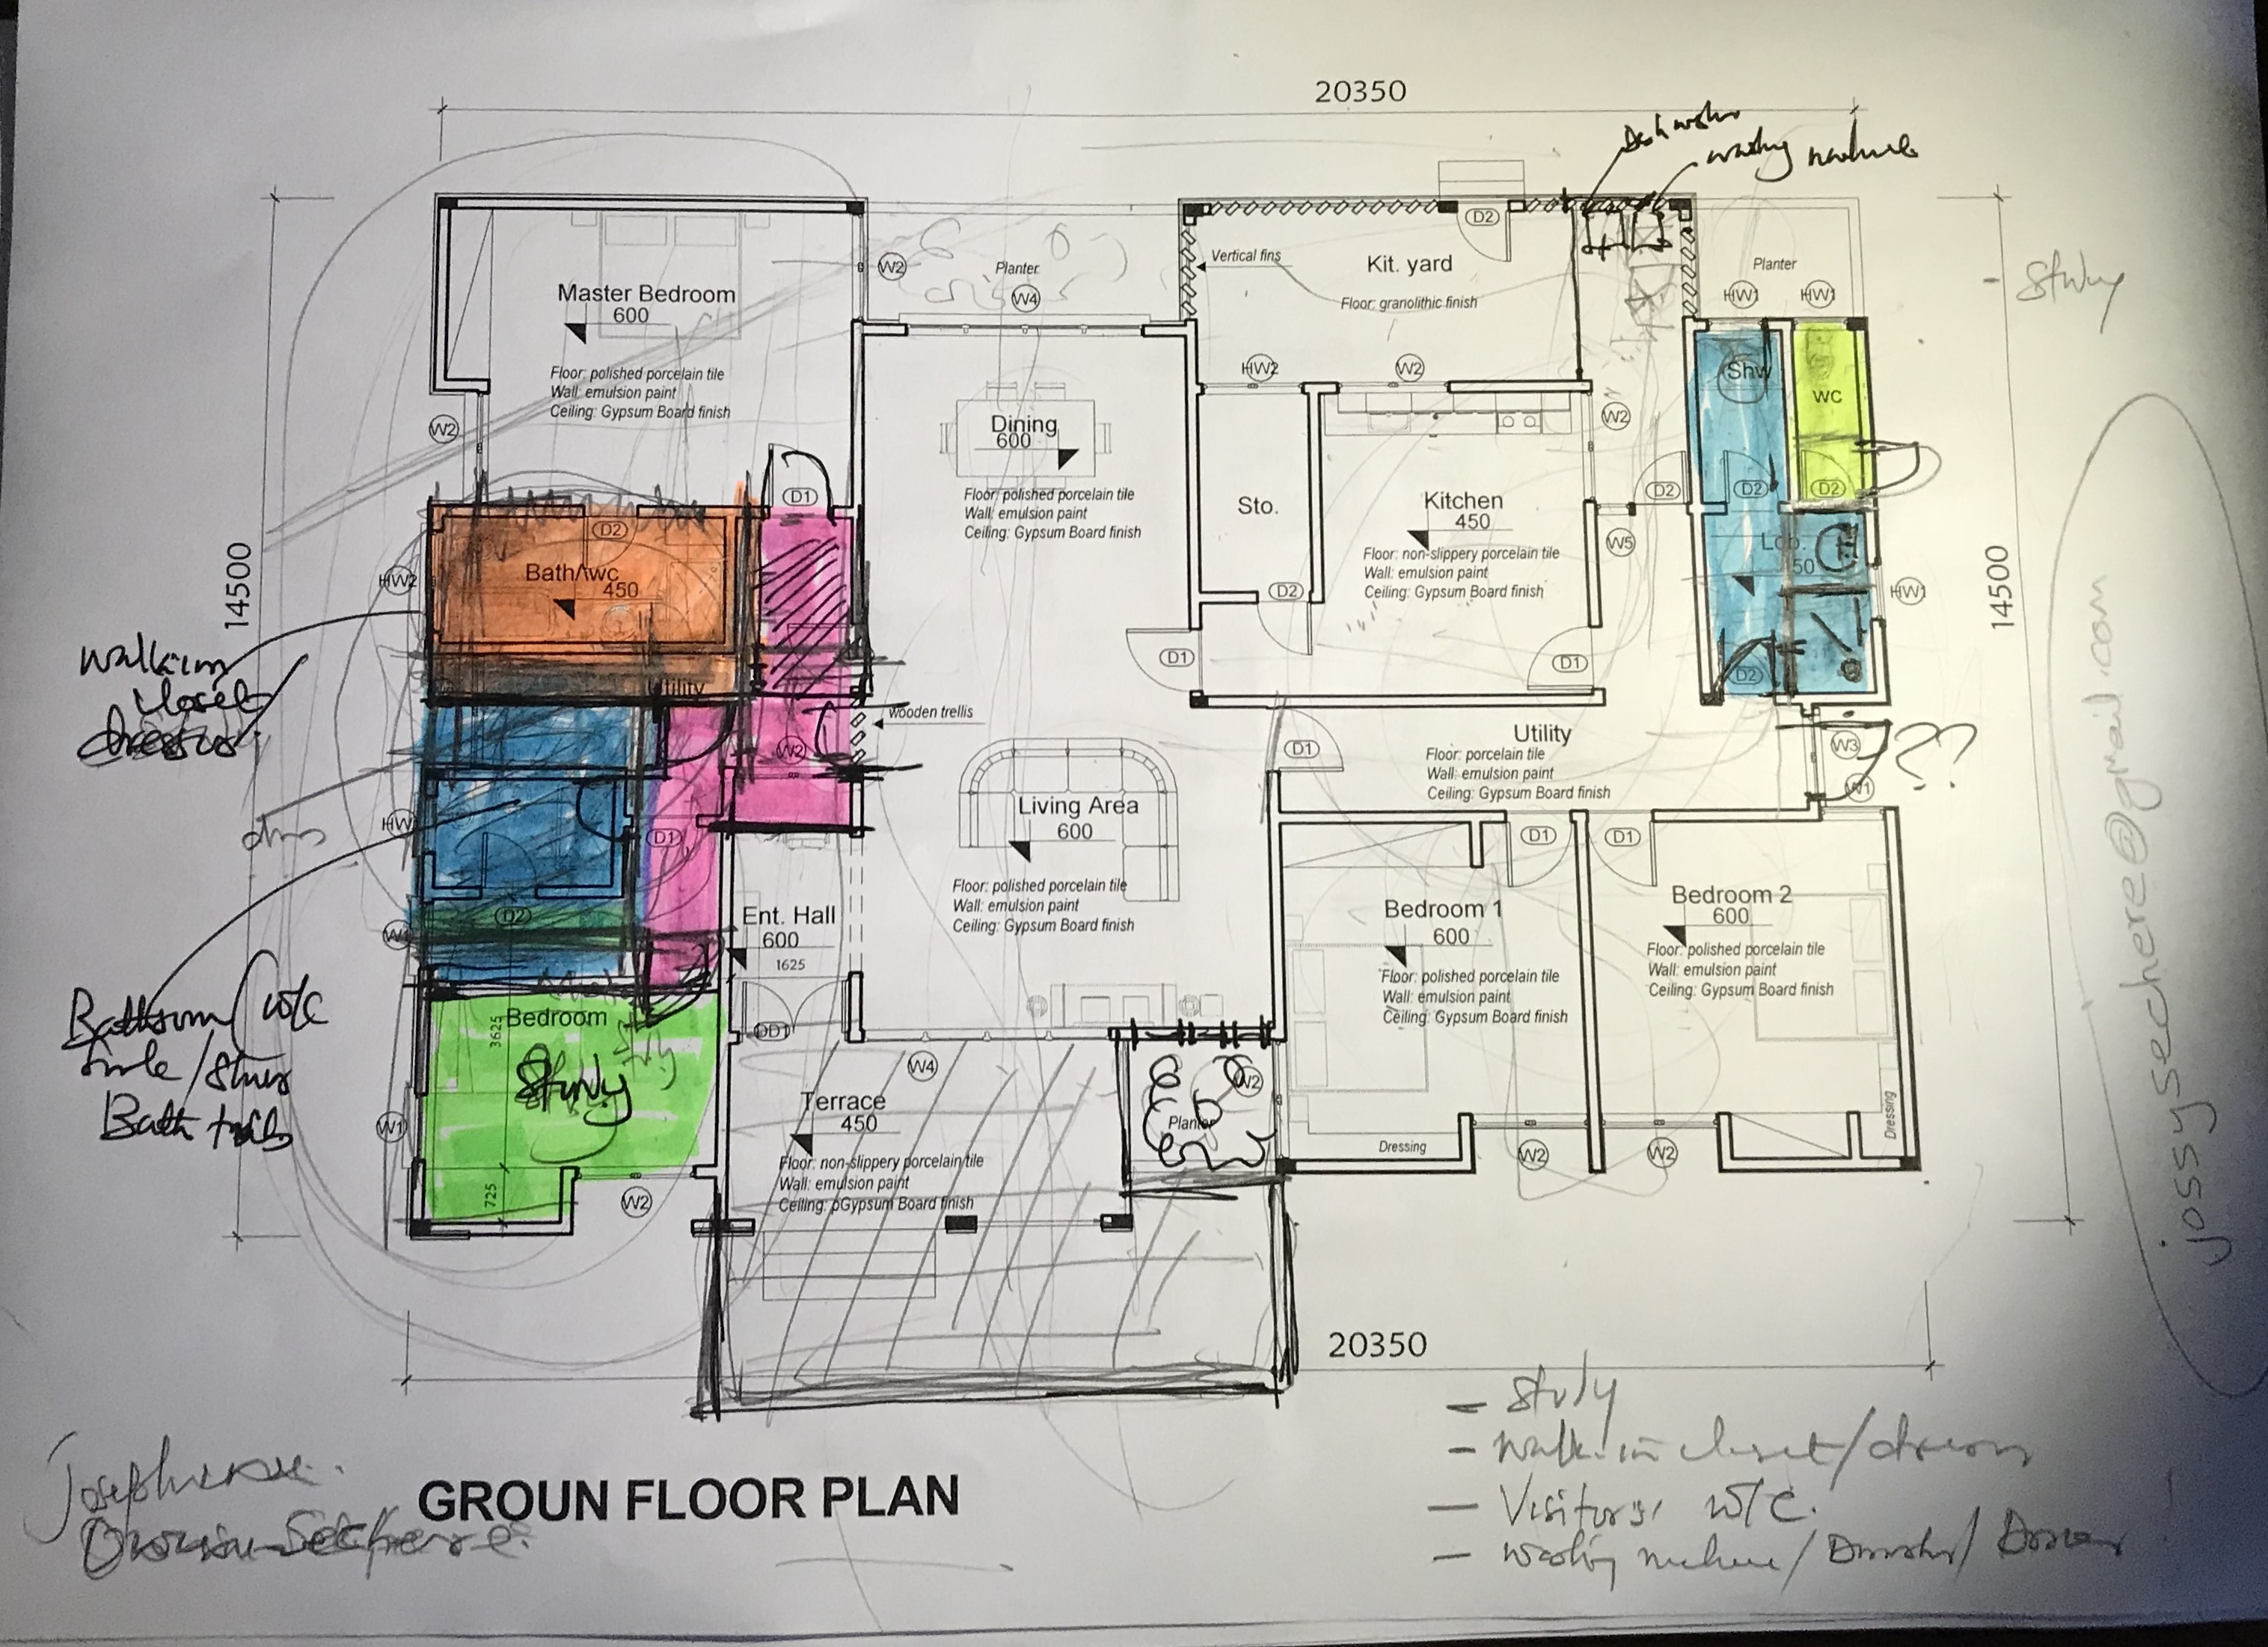 20350
Dishwasher
washing machine
14500
14500
Study
Master Bedroom
600
Floor: polished porcelain tile
Wall: emulsion paint
Ceiling: Gypsum Board finish
W2
W2
Planter
W4
Vertical fins
Kit. yard
Floor: granolithic finish
D2
Planter
HW1
HW1
HW2
W2
W2
Shw
wc
D2
D2
D2
W5
Dining
600
Floor: polished porcelain tile
Wall: emulsion paint
Ceiling: Gypsum Board finish
Sto.
D2
Kitchen
450
Floor: non-slippery porcelain tile
Wall: emulsion paint
Ceiling: Gypsum Board finish
D1
D1
D1
D2
Bath/wc
450
HW2
Utility
Lob.
50
HW1
D2
walk-in
closet
Wooden trellis
W2
D1
Utility
Floor: porcelain tile
Wall: emulsion paint
Ceiling: Gypsum Board finish
W3
W1
??
HW
D1
D2
Living Area
600
Floor: polished porcelain tile
Wall: emulsion paint
Ceiling: Gypsum Board finish
D1
D1
Ent. Hall
600
1625
DD1
Bedroom 1
600
Floor: polished porcelain tile
Wall: emulsion paint
Ceiling: Gypsum Board finish
Dressing
Bedroom 2
600
Floor: polished porcelain tile
Wall: emulsion paint
Ceiling: Gypsum Board finish
Dressing
Bathroom/w/c
Bath tub
Bedroom
Study
3625
725
W1
W2
W4
W2
Planter
Terrace
450
Floor: non-slippery porcelain tile
Wall: emulsion paint
Ceiling: pGypsum Board finish
W2
W2
20350
jossysechere@gmail.com
GROUN FLOOR PLAN
- Study
- Walk-in closet/
- Visitors' w/c.
- Washing machine/